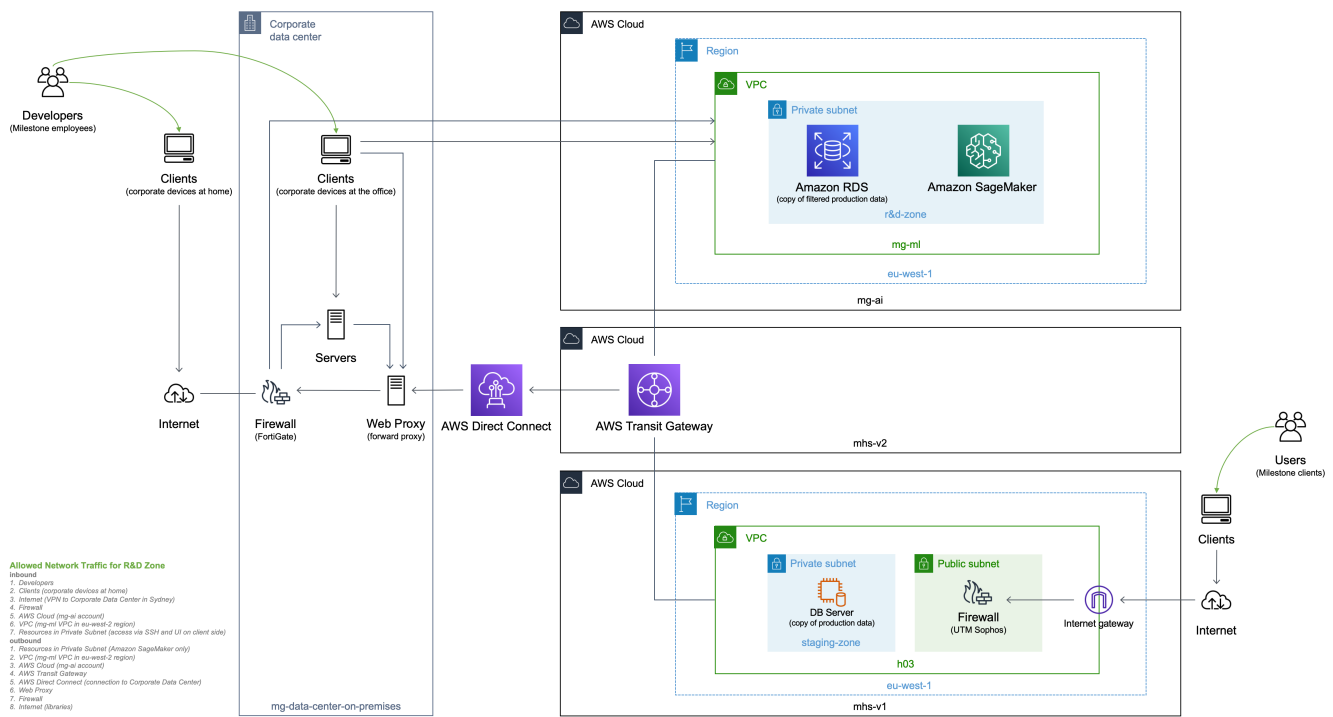 Corporate
data center
AWS Cloud
Region
VPC
Private subnet
Developers
(Milestone employees)
Clients
(corporate devices at home)
Clients
(corporate devices at the office)
Amazon RDS
(copy of filtered production data)
Amazon SageMaker
r&d-zone
mg-ml
eu-west-1
mg-ai
Servers
AWS Cloud
Internet
Firewall
(FortiGate)
Web Proxy
(forward proxy)
AWS Direct Connect
AWS Transit Gateway
mhs-v2
Users
(Milestone clients)
AWS Cloud
Region
VPC
Private subnet
Public subnet
Clients
DB Server
(copy of production data)
staging-zone
Firewall
(UTM Sophos)
Internet gateway
Internet
h03
eu-west-1
mhs-v1
Allowed Network Traffic for R&D Zone
inbound
1. Developers
2. Clients (corporate devices at home)
3. Internet (VPN to Corporate Data Center in Sydney)
4. Firewall
5. AWS Cloud (mg-ai account)
6. VPC (mg-ml VPC in eu-west-2 region)
7. Resources in Private Subnet (access via SSH and UI on client side)
outbound
1. Resources in Private Subnet (Amazon SageMaker only)
2. VPC (mg-ml VPC in eu-west-2 region)
3. AWS Cloud (mg-ai account)
4. AWS Transit Gateway
5. AWS Direct Connect (connection to Corporate Data Center)
6. Web Proxy
7. Firewall
8. Internet (libraries)
mg-data-center-on-premises